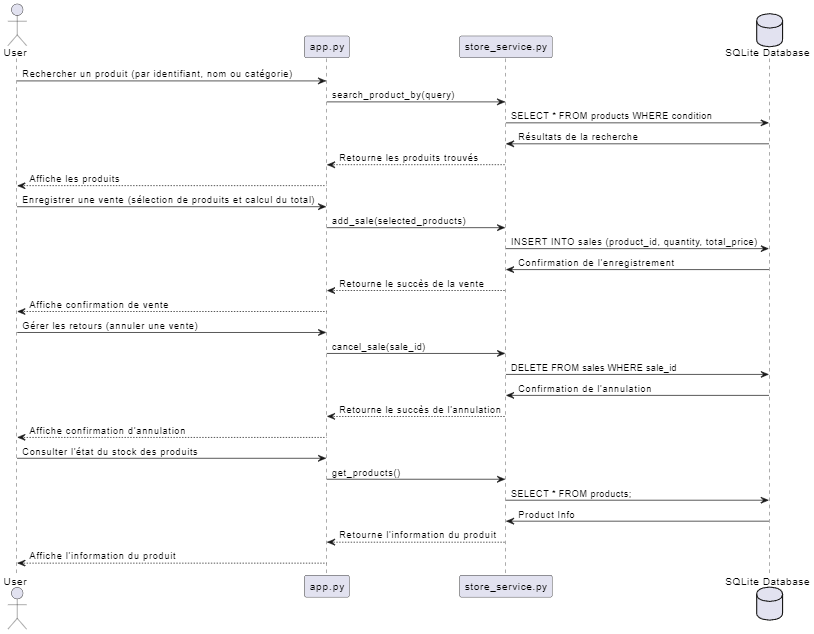 User
app.py
store_service.py
SQLite Database
Rechercher un produit (par identifiant, nom ou catégorie)
search_product_by(query)
SELECT * FROM products WHERE condition
Résultats de la recherche
Retourne les produits trouvés
Affiche les produits
Enregistrer une vente (sélection de produits et calcul du total)
add_sale(selected_products)
INSERT INTO sales (product_id, quantity, total_price)
Confirmation de l'enregistrement
Retourne le succès de la vente
Affiche confirmation de vente
Gérer les retours (annuler une vente)
cancel_sale(sale_id)
DELETE FROM sales WHERE sale_id
Confirmation de l'annulation
Retourne le succès de l'annulation
Affiche confirmation d'annulation
Consulter l'état du stock des produits
get_products()
SELECT * FROM products;
Product Info
Retourne l'information du produit
Affiche l'information du produit
User
app.py
store_service.py
SQLite Database